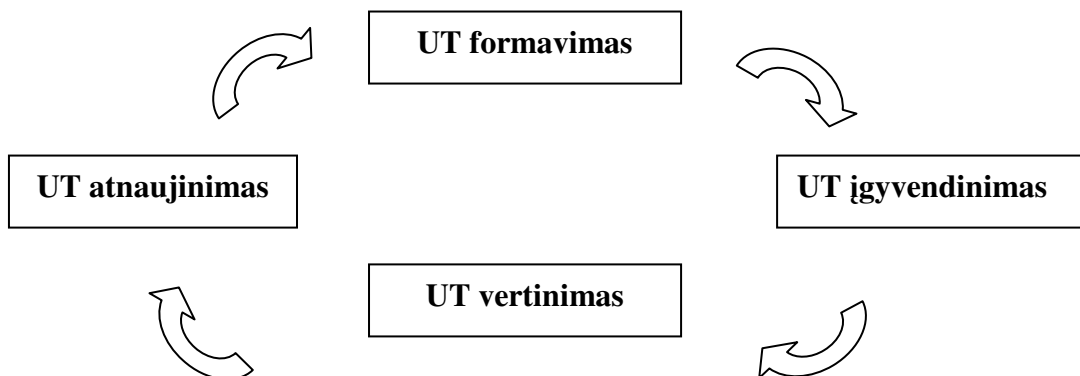 UT formavimas
UT atnaujinimas
UT įgyvendinimas
UT vertinimas